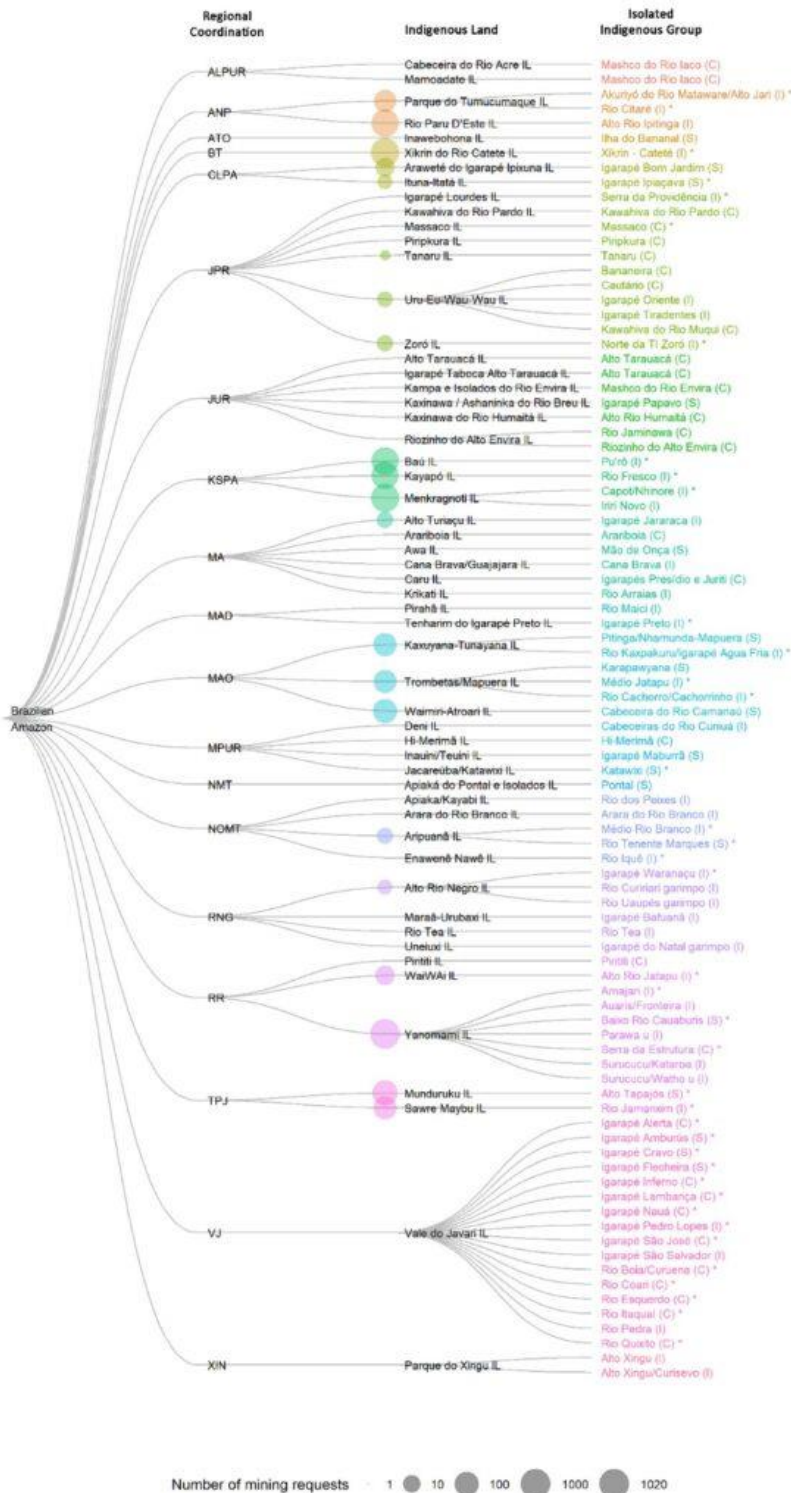 Regional Coordination
Indigenous Land
Isolated Indigenous Group
Brazilian Amazon
ALPUR
Cabeceira do Rio Acre IL
Mashco do Rio Iaco (C)
Mamoadate IL
Mashco do Rio Iaco (C)
ANP
Parque do Tumucumaque IL
Akuriyó do Rio Mataware/Alto Jari (I) *
Rio Citaré (I) *
Rio Paru D'Este IL
Alto Rio Ipitinga (I)
ATO
Inawebohona IL
Ilha do Bananal (S)
BT
Xikrin do Rio Catete IL
Xikrin - Cateté (I) *
CLPA
Araweté do Igarapé Ipixuna IL
Igarapé Bom Jardim (S)
Ituna-Itatá IL
Igarapé Ipiaçava (S) *
JPR
Igarapé Lourdes IL
Serra da Providência (I) *
Kawahiva do Rio Pardo IL
Kawahiva do Rio Pardo (C)
Massaco IL
Massaco (C) *
Piripkura IL
Piripkura (C)
Tanaru IL
Tanaru (C)
Uru-Eu-Wau-Wau IL
Bananeira (C)
Cautário (C)
Igarapé Oriente (I)
Igarapé Tiradentes (I)
Kawahiva do Rio Muqui (C)
Zoró IL
Norte da TI Zoró (I) *
JUR
Alto Tarauacá IL
Alto Tarauacá (C)
Igarapé Taboca Alto Tarauacá IL
Alto Tarauacá (C)
Kampa e Isolados do Rio Envira IL
Mashco do Rio Envira (C)
Kaxinawa / Ashaninka do Rio Breu IL
Igarapé Papavo (S)
Kaxinawa do Rio Humaitá IL
Alto Rio Humaitá (C)
Riozinho do Alto Envira IL
Rio Jaminawa (C)
Riozinho do Alto Envira (C)
KSPA
Baú IL
Pu'rô (I) *
Kayapó IL
Rio Fresco (I) *
Menkragnoti IL
Capot/Nhinore (I) *
Iriri Novo (I)
MA
Alto Turiaçu IL
Igarapé Jararaca (I)
Arariboia IL
Arariboia (C)
Awa IL
Mão de Onça (S)
Cana Brava/Guajajara IL
Cana Brava (I)
Caru IL
Igarapés Presídio e Juriti (C)
Krikati IL
Rio Arraias (I)
MAD
Pirahã IL
Rio Maici (I)
Tenharim do Igarapé Preto IL
Igarapé Preto (I) *
MAO
Kaxuyana-Tunayana IL
Pitinga/Nhamunda-Mapuera (S)
Rio Kaxpakuru/Igarapé Água Fria (I) *
Trombetas/Mapuera IL
Karapawyana (S)
Médio Jatapu (I) *
Rio Cachorro/Cachorrinho (I) *
Waimiri-Atroari IL
Cabeceira do Rio Camanaú (S)
MPUR
Deni IL
Cabeceiras do Rio Cuniuá (I)
Hi-Merimã IL
Hi-Merimã (C)
Inauini/Teuini IL
Igarapé Maburrã (S)
Jacareúba/Katawixi IL
Katawixi (S) *
NMT
Apiaká do Pontal e Isolados IL
Pontal (S)
NOMT
Apiaka/Kayabi IL
Rio dos Peixes (I)
Arara do Rio Branco IL
Arara do Rio Branco (I)
Aripuanã IL
Médio Rio Branco (I) *
Rio Tenente Marques (S) *
Enawenê Nawê IL
Rio Iquê (I) *
RNG
Alto Rio Negro IL
Igarapé Waranaçu (I) *
Rio Cuririari garimpo (I)
Rio Uaupés garimpo (I)
Maraã-Urubaxi IL
Igarapé Bafuanã (I)
Rio Tea IL
Rio Tea (I)
Uneiuxi IL
Igarapé do Natal garimpo (I)
RR
Piritití IL
Piritití (C)
WaiWAi IL
Alto Rio Jatapu (I) *
Yanomami IL
Amajari (I) *
Auaris/Fronteira (I)
Baixo Rio Cauaburis (S) *
Parawa u (I)
Serra da Estrutura (C) *
Surucucu/Kataroa (I)
Surucucu/Watho u (I)
TPJ
Munduruku IL
Alto Tapajós (S) *
Sawre Maybu IL
Rio Jamanxim (I) *
VJ
Vale do Javari IL
Igarapé Alerta (C) *
Igarapé Amburús (S) *
Igarapé Cravo (S) *
Igarapé Flecheira (S) *
Igarapé Inferno (C) *
Igarapé Lambança (C) *
Igarapé Nauá (C) *
Igarapé Pedro Lopes (I) *
Igarapé São José (C) *
Igarapé São Salvador (I)
Rio Boia/Curuena (C) *
Rio Coari (C) *
Rio Esquerdo (C) *
Rio Itaquaí (C) *
Rio Pedra (I)
Rio Quixito (C) *
XIN
Parque do Xingu IL
Alto Xingu (I)
Alto Xingu/Curisevo (I)
Number of mining requests 1 10 100 1000 1020